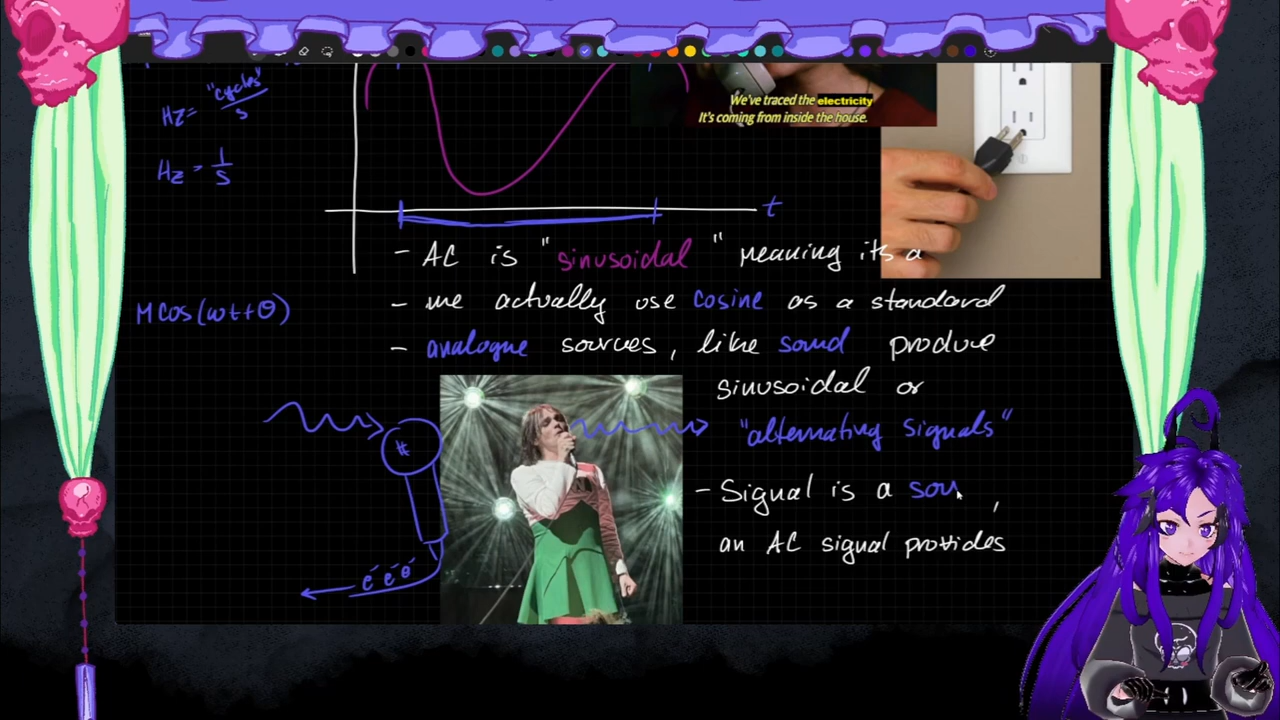 "cycles"
Hz = s
Hz = 1/s
We've traced the electricity
It's coming from inside the house.
t
- AC is "sinusoidal" meaning its a
Mcos(ωt+θ)
- we actually use cosine as a standard
- analogue sources, like sound produce
sinusoidal or
"alternating signals"
- Signal is a sou ,
an AC signal provides
e⁻ e⁻ e⁻